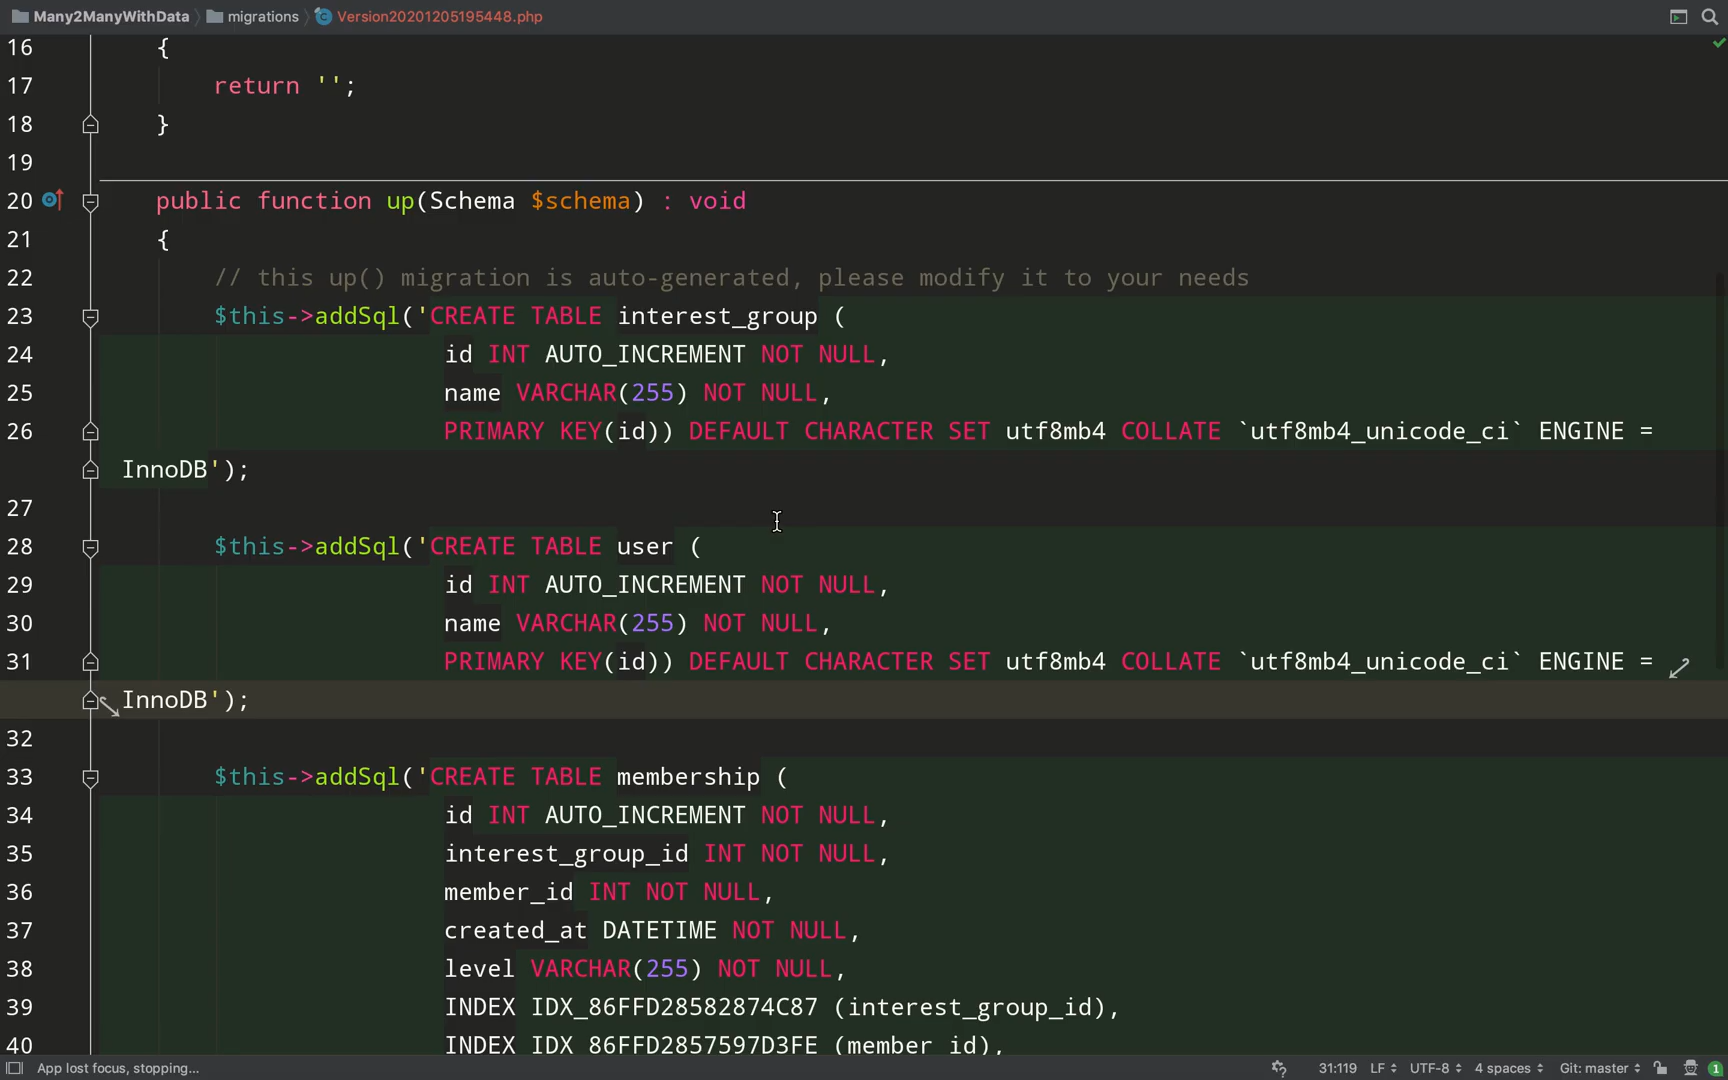 Many2ManyWithData migrations Version20201205195448.php
16 {
17 return '';
18 }
19
20 public function up(Schema $schema) : void
21 {
22 // this up() migration is auto-generated, please modify it to your needs
23 $this->addSql('CREATE TABLE interest_group (
24 id INT AUTO_INCREMENT NOT NULL,
25 name VARCHAR(255) NOT NULL,
26 PRIMARY KEY(id)) DEFAULT CHARACTER SET utf8mb4 COLLATE `utf8mb4_unicode_ci` ENGINE =
InnoDB');
27
28 $this->addSql('CREATE TABLE user (
29 id INT AUTO_INCREMENT NOT NULL,
30 name VARCHAR(255) NOT NULL,
31 PRIMARY KEY(id)) DEFAULT CHARACTER SET utf8mb4 COLLATE `utf8mb4_unicode_ci` ENGINE =
InnoDB');
32
33 $this->addSql('CREATE TABLE membership (
34 id INT AUTO_INCREMENT NOT NULL,
35 interest_group_id INT NOT NULL,
36 member_id INT NOT NULL,
37 created_at DATETIME NOT NULL,
38 level VARCHAR(255) NOT NULL,
39 INDEX IDX_86FFD28582874C87 (interest_group_id),
40 INDEX IDX_86FFD2857597D3FE (member_id),
App lost focus, stopping... 31:119 LF UTF-8 4 spaces Git: master 1